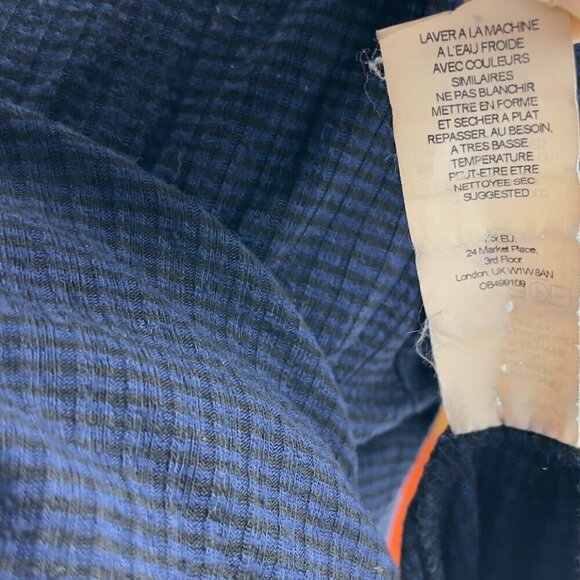 LAVER A LA MACHINE
A L'EAU FROIDE
AVEC COULEURS
SIMILAIRES
NE PAS BLANCHIR
METTRE EN FORME
ET SECHER A PLAT
REPASSER, AU BESOIN,
A TRES BASSE
TEMPERATURE
PEUT-ETRE ETRE
NETTOYEE SEC
SUGGESTED
EU:
24 Market Place,
3rd Floor
London, UK W1W 8AN
OB499109